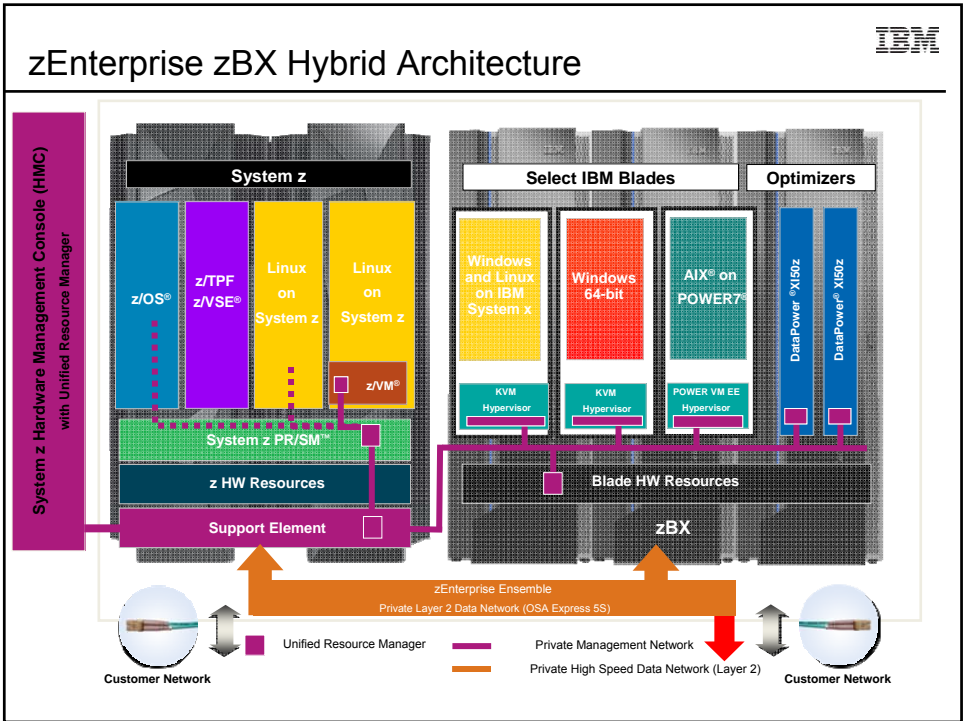 IBM
zEnterprise zBX Hybrid Architecture
System z Hardware Management Console (HMC)
with Unified Resource Manager
System z
Select IBM Blades
Optimizers
z/OS®
z/TPF
z/VSE®
Linux
on
System z
Linux
on
System z
z/VM®
Windows
and Linux
on IBM
System x
Windows
64-bit
AIX® on
POWER7®
DataPower ®XI50z
DataPower® XI50z
KVM
Hypervisor
KVM
Hypervisor
POWER VM EE
Hypervisor
System z PR/SM™
z HW Resources
Blade HW Resources
Support Element
zBX
zEnterprise Ensemble
Private Layer 2 Data Network (OSA Express 5S)
Unified Resource Manager
Private Management Network
Private High Speed Data Network (Layer 2)
Customer Network
Customer Network